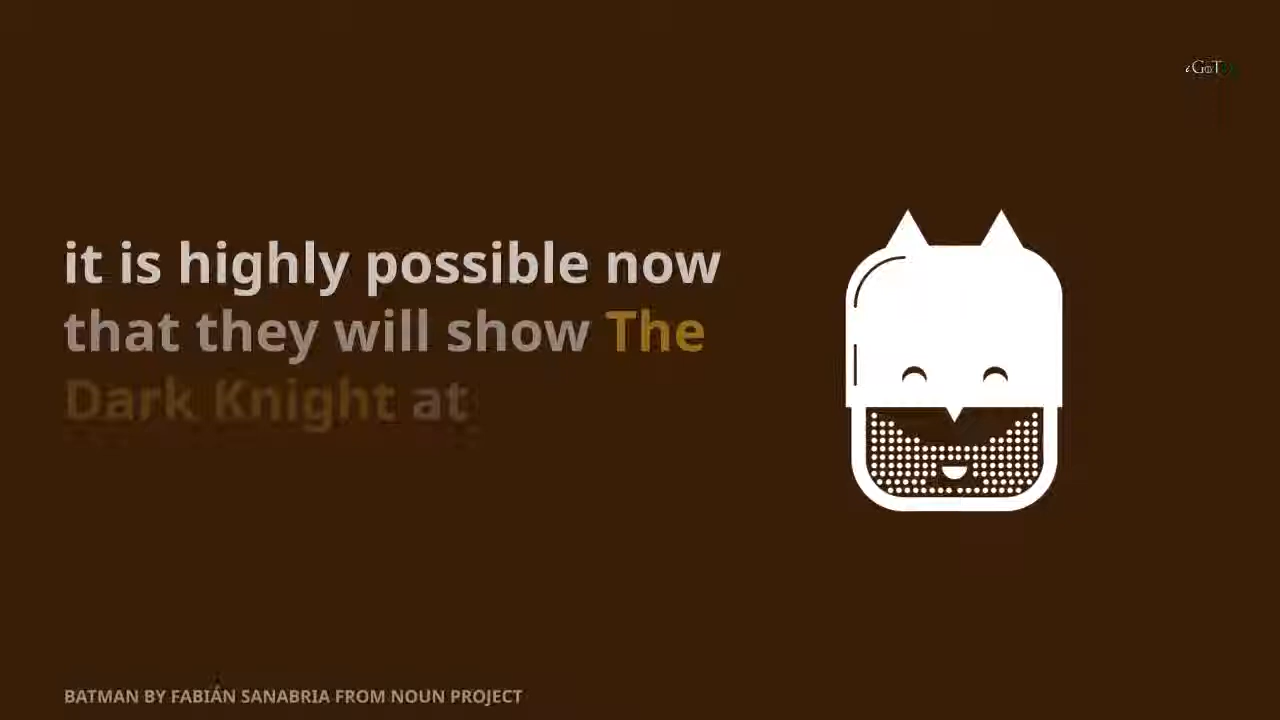 it is highly possible now
that they will show The
Dark Knight at
BATMAN BY FABIÁN SANABRIA FROM NOUN PROJECT